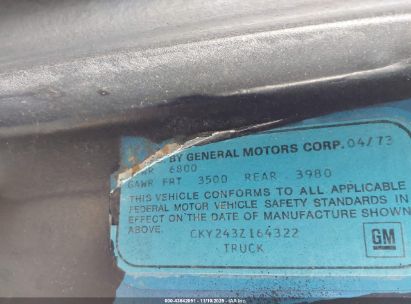 BY GENERAL MOTORS CORP. 04/73
6800
GAWR FRT 3500 REAR 3980
THIS VEHICLE CONFORMS TO ALL APPLICABLE
FEDERAL MOTOR VEHICLE SAFETY STANDARDS IN
EFFECT ON THE DATE OF MANUFACTURE SHOWN
ABOVE.
CKY243Z164322
TRUCK
GM